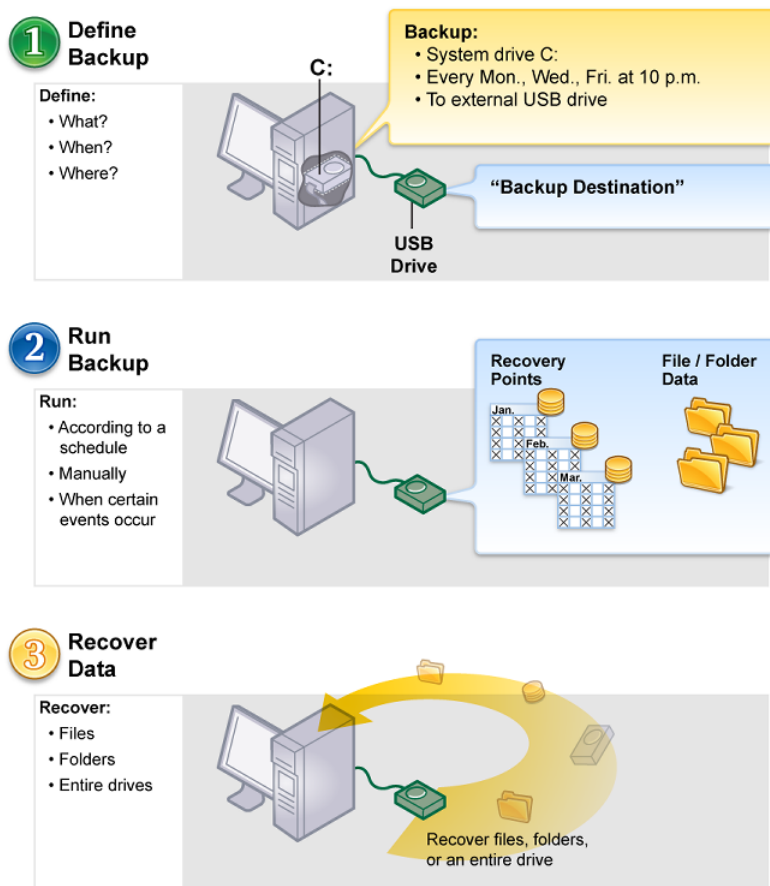 1
Define
Backup
Define:
• What?
• When?
• Where?
C:
Backup:
• System drive C:
• Every Mon., Wed., Fri. at 10 p.m.
• To external USB drive
“Backup Destination”
USB
Drive
2
Run
Backup
Run:
• According to a
schedule
• Manually
• When certain
events occur
Recovery
Points
Jan.
Feb.
Mar.
File / Folder
Data
3
Recover
Data
Recover:
• Files
• Folders
• Entire drives
Recover files, folders,
or an entire drive